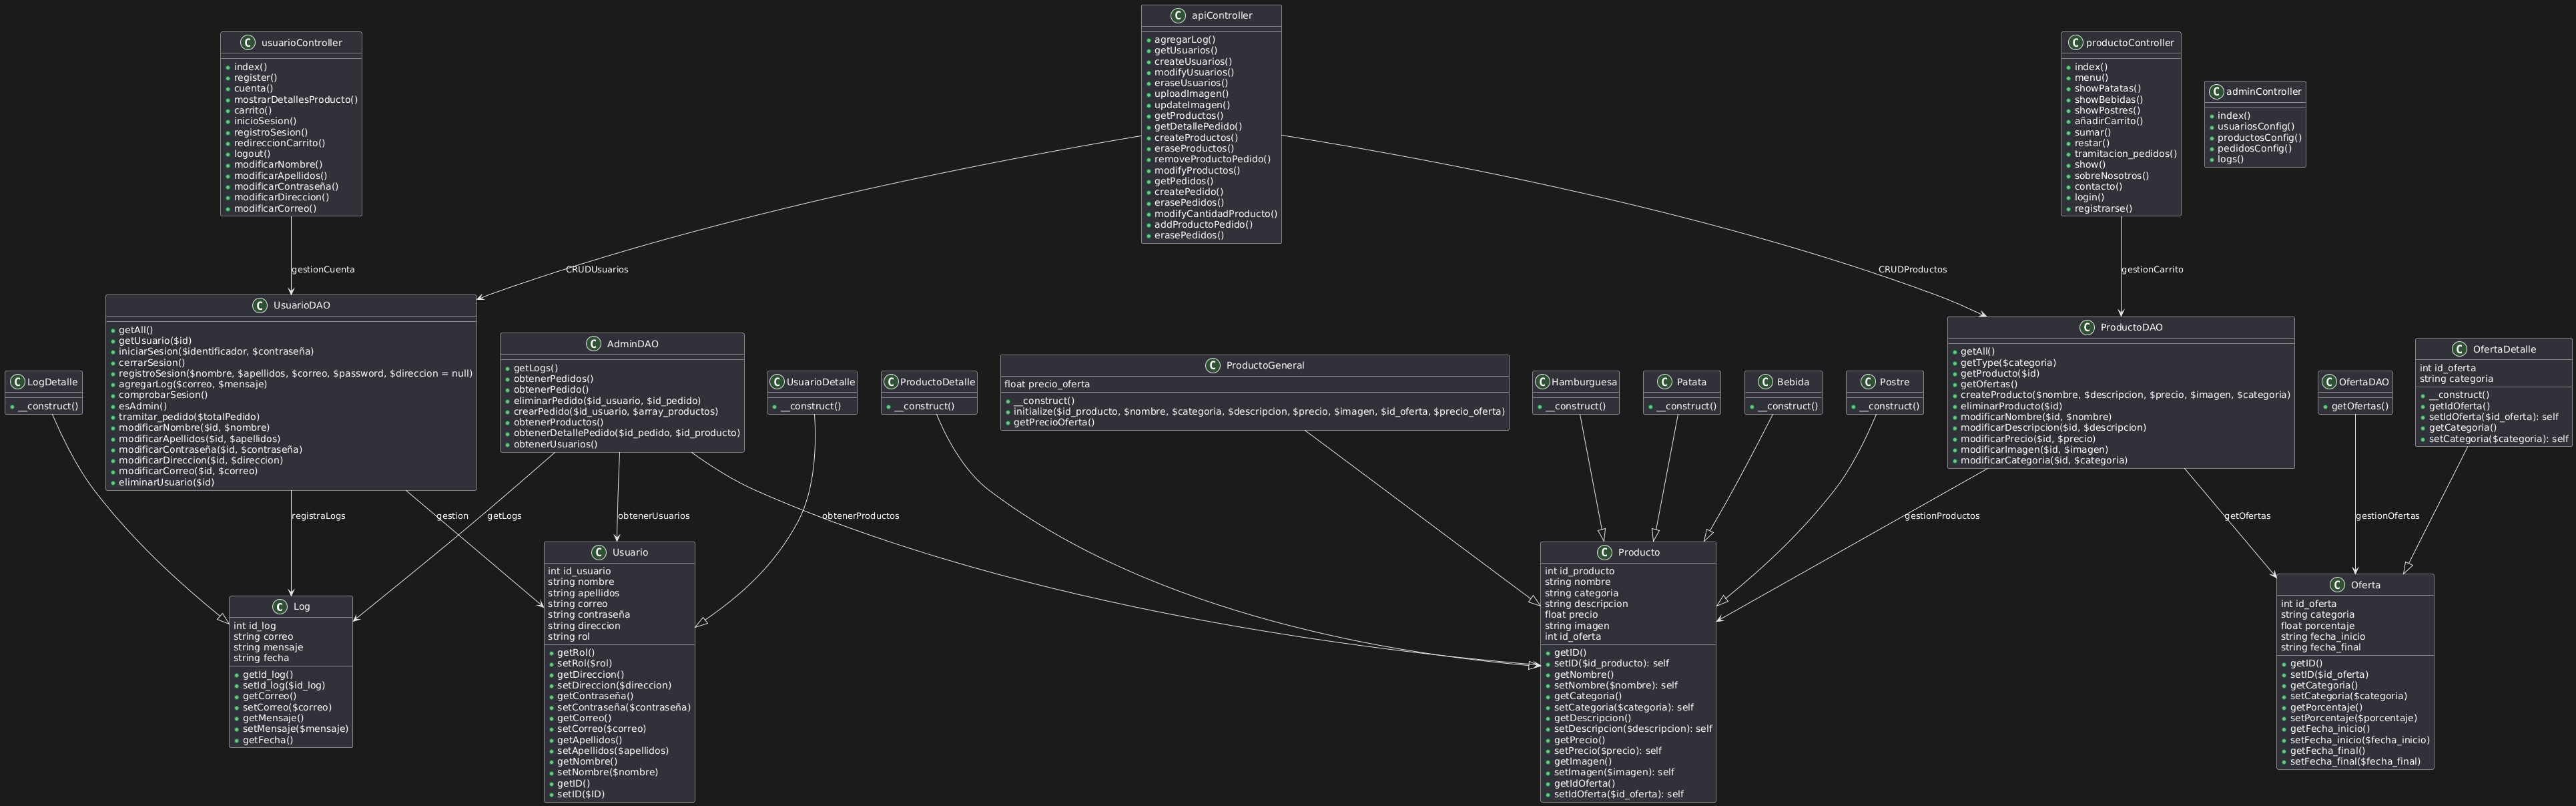 C usuarioController
index()
register()
cuenta()
mostrarDetallesProducto()
carrito()
inicioSesion()
registroSesion()
redireccionCarrito()
logout()
modificarNombre()
modificarApellidos()
modificarContraseña()
modificarDireccion()
modificarCorreo()
C apiController
agregarLog()
getUsuarios()
createUsuarios()
modifyUsuarios()
eraseUsuarios()
uploadImagen()
updateImagen()
getProductos()
getDetallePedido()
createProductos()
eraseProductos()
removeProductoPedido()
modifyProductos()
getPedidos()
createPedido()
erasePedidos()
modifyCantidadProducto()
addProductoPedido()
erasePedidos()
C productoController
index()
menu()
showPatatas()
showBebidas()
showPostres()
añadirCarrito()
sumar()
restar()
tramitacion_pedidos()
show()
sobreNosotros()
contacto()
login()
registrarse()
C adminController
index()
usuariosConfig()
productosConfig()
pedidosConfig()
logs()
gestionCuenta
CRUDUsuarios
CRUDProductos
gestionCarrito
C LogDetalle
__construct()
C UsuarioDAO
getAll()
getUsuario($id)
iniciarSesion($identificador, $contraseña)
cerrarSesion()
registroSesion($nombre, $apellidos, $correo, $password, $direccion = null)
agregarLog($correo, $mensaje)
comprobarSesion()
esAdmin()
tramitar_pedido($totalPedido)
modificarNombre($id, $nombre)
modificarApellidos($id, $apellidos)
modificarContraseña($id, $contraseña)
modificarDireccion($id, $direccion)
modificarCorreo($id, $correo)
eliminarUsuario($id)
C AdminDAO
getLogs()
obtenerPedidos()
obtenerPedido()
eliminarPedido($id_usuario, $id_pedido)
crearPedido($id_usuario, $array_productos)
obtenerProductos()
obtenerDetallePedido($id_pedido, $id_producto)
obtenerUsuarios()
C UsuarioDetalle
__construct()
C ProductoDetalle
__construct()
C ProductoGeneral
float precio_oferta
__construct()
initialize($id_producto, $nombre, $categoria, $descripcion, $precio, $imagen, $id_oferta, $precio_oferta)
getPrecioOferta()
C Hamburguesa
__construct()
C Patata
__construct()
C Bebida
__construct()
C Postre
__construct()
C ProductoDAO
getAll()
getType($categoria)
getProducto($id)
getOfertas()
createProducto($nombre, $descripcion, $precio, $imagen, $categoria)
eliminarProducto($id)
modificarNombre($id, $nombre)
modificarDescripcion($id, $descripcion)
modificarPrecio($id, $precio)
modificarImagen($id, $imagen)
modificarCategoria($id, $categoria)
C OfertaDAO
getOfertas()
C OfertaDetalle
int id_oferta
string categoria
__construct()
getIdOferta()
setIdOferta($id_oferta): self
getCategoria()
setCategoria($categoria): self
registraLogs
gestion
getLogs
obtenerUsuarios
obtenerProductos
gestionProductos
getOfertas
gestionOfertas
C Log
int id_log
string correo
string mensaje
string fecha
getId_log()
setId_log($id_log)
getCorreo()
setCorreo($correo)
getMensaje()
setMensaje($mensaje)
getFecha()
C Usuario
int id_usuario
string nombre
string apellidos
string correo
string contraseña
string direccion
string rol
getRol()
setRol($rol)
getDireccion()
setDireccion($direccion)
getContraseña()
setContraseña($contraseña)
getCorreo()
setCorreo($correo)
getApellidos()
setApellidos($apellidos)
getNombre()
setNombre($nombre)
getID()
setID($ID)
C Producto
int id_producto
string nombre
string categoria
string descripcion
float precio
string imagen
int id_oferta
getID()
setID($id_producto): self
getNombre()
setNombre($nombre): self
getCategoria()
setCategoria($categoria): self
getDescripcion()
setDescripcion($descripcion): self
getPrecio()
setPrecio($precio): self
getImagen()
setImagen($imagen): self
getIdOferta()
setIdOferta($id_oferta): self
C Oferta
int id_oferta
string categoria
float porcentaje
string fecha_inicio
string fecha_final
getID()
setID($id_oferta)
getCategoria()
setCategoria($categoria)
getPorcentaje()
setPorcentaje($porcentaje)
getFecha_inicio()
setFecha_inicio($fecha_inicio)
getFecha_final()
setFecha_final($fecha_final)